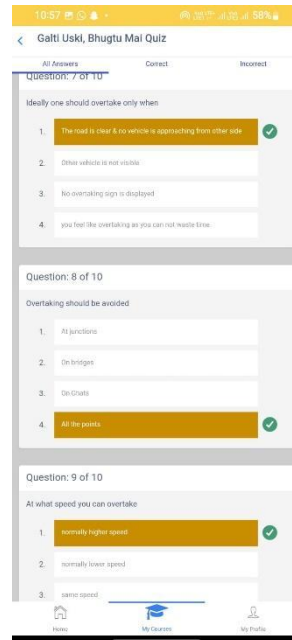 10:57
58%
Galti Uski, Bhugtu Mai Quiz
All Answers Correct Incorrect
Question: 7 of 10
Ideally one should overtake only when
1. The road is clear & no vehicle is approaching from other side
2. Other vehicle is not visible
3. No overtaking sign is displayed
4. you feel like overtaking as you can not waste time
Question: 8 of 10
Overtaking should be avoided
1. At junctions
2. On bridges
3. On Ghats
4. All the points
Question: 9 of 10
At what speed you can overtake
1. normally higher speed
2. normally lower speed
3. same speed
Home My Courses My Profile